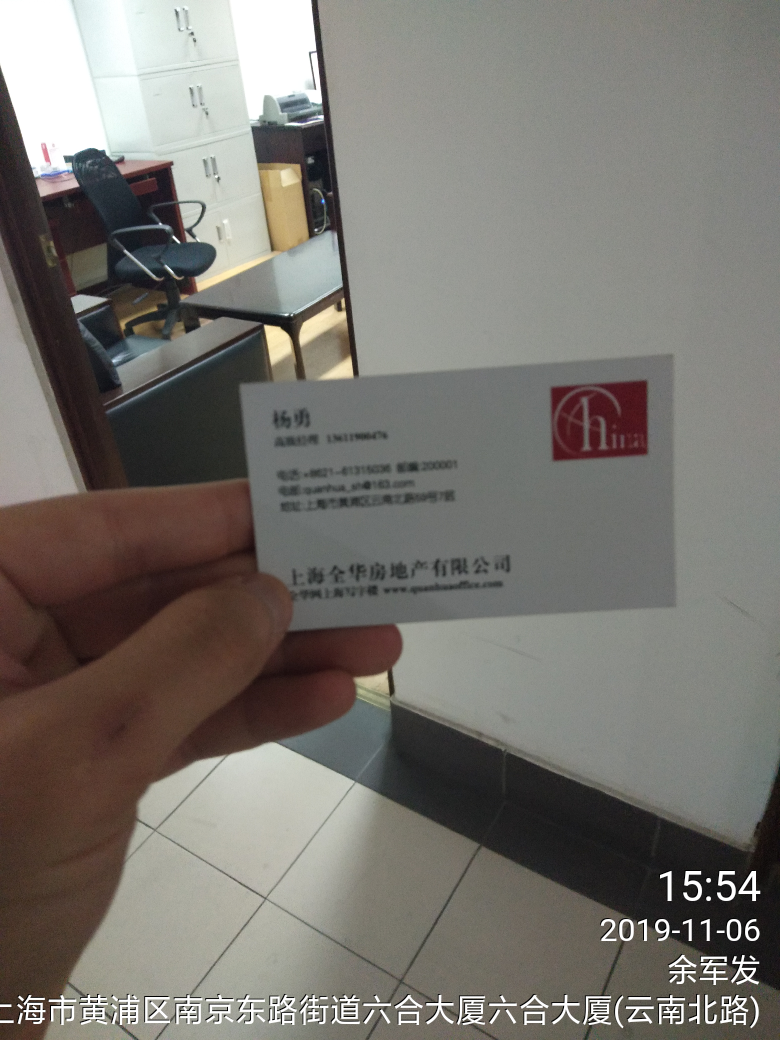 杨勇
高级经理 13611900476
China
电话:+8621-61315036 邮编:200001
电邮:quanhua_sh@163.com
地址:上海市黄浦区云南北路59号7层
上海全华房地产有限公司
全华网上海写字楼 www.quanhuaoffice.com
15:54
2019-11-06
余军发
上海市黄浦区南京东路街道六合大厦六合大厦(云南北路)